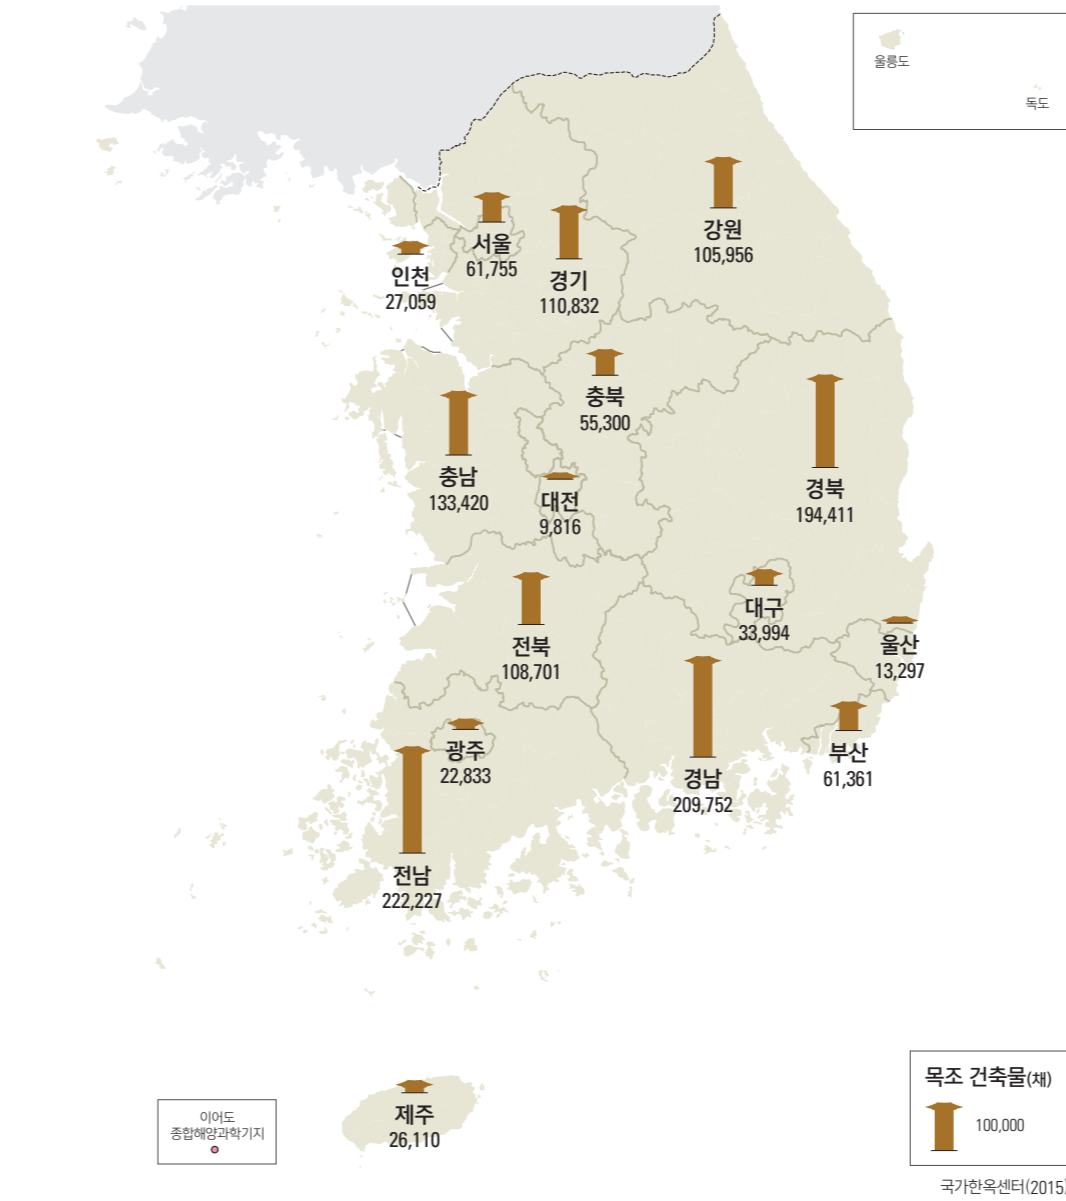 울릉도
독도
강원
105,956
서울
61,755
경기
110,832
인천
27,059
충북
55,300
충남
133,420
대전
9,816
경북
194,411
대구
33,994
전북
108,701
울산
13,297
광주
22,833
경남
209,752
부산
61,361
전남
222,227
제주
26,110
이어도
종합해양과학기지
목조 건축물(채)
100,000
국가한옥센터(2015)